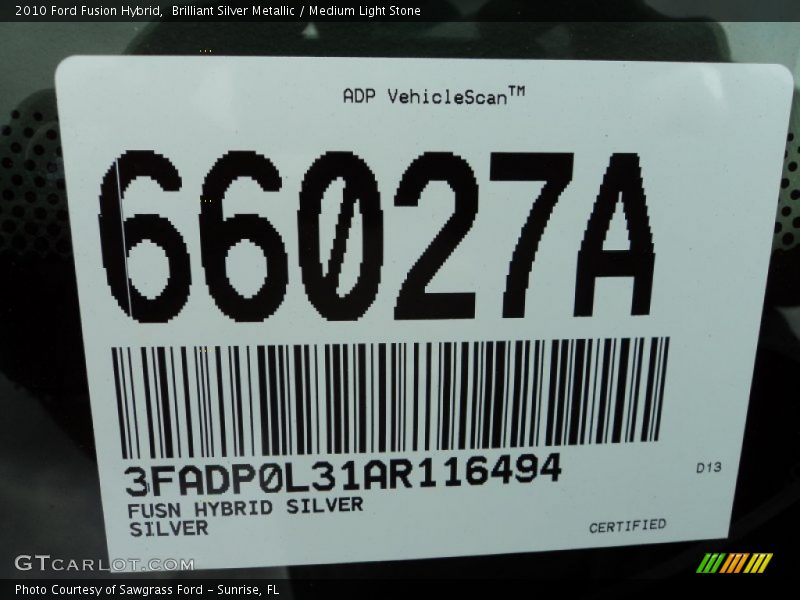 2010 Ford Fusion Hybrid,  Brilliant Silver Metallic / Medium Light Stone
ADP VehicleScan™
66027A
3FADP0L31AR116494
D13
FUSN HYBRID SILVER
SILVER
CERTIFIED
GTCARLOT.COM
Photo Courtesy of Sawgrass Ford - Sunrise, FL